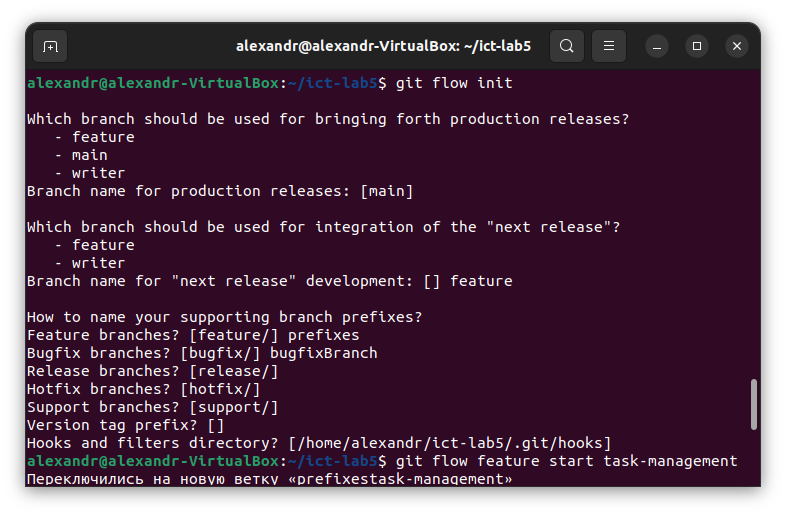 alexandr@alexandr-VirtualBox: ~/ict-lab5
alexandr@alexandr-VirtualBox:~/ict-lab5$ git flow init
Which branch should be used for bringing forth production releases?
- feature
- main
- writer
Branch name for production releases: [main]
Which branch should be used for integration of the "next release"?
- feature
- writer
Branch name for "next release" development: [] feature
How to name your supporting branch prefixes?
Feature branches? [feature/] prefixes
Bugfix branches? [bugfix/] bugfixBranch
Release branches? [release/]
Hotfix branches? [hotfix/]
Support branches? [support/]
Version tag prefix? []
Hooks and filters directory? [/home/alexandr/ict-lab5/.git/hooks]
alexandr@alexandr-VirtualBox:~/ict-lab5$ git flow feature start task-management
Переключились на новую ветку «prefixestask-management»